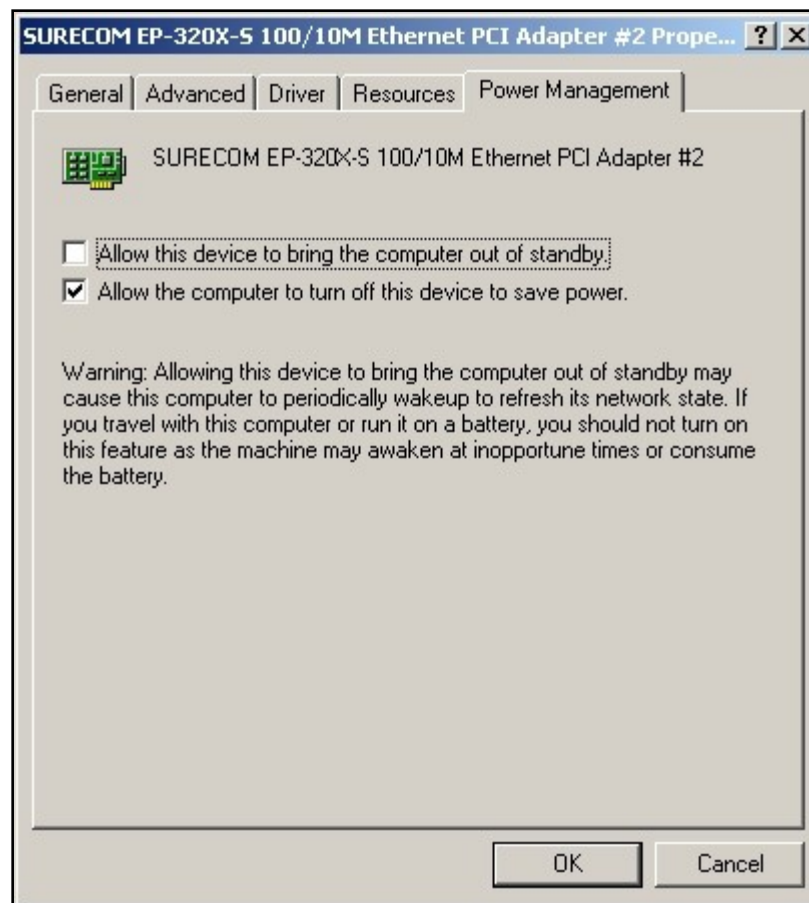 SURECOM EP-320X-S 100/10M Ethernet PCI Adapter #2 Prope... ? X
General Advanced Driver Resources Power Management
SURECOM EP-320X-S 100/10M Ethernet PCI Adapter #2
Allow this device to bring the computer out of standby.
Allow the computer to turn off this device to save power.
Warning: Allowing this device to bring the computer out of standby may
cause this computer to periodically wakeup to refresh its network state. If
you travel with this computer or run it on a battery, you should not turn on
this feature as the machine may awaken at inopportune times or consume
the battery.
OK Cancel